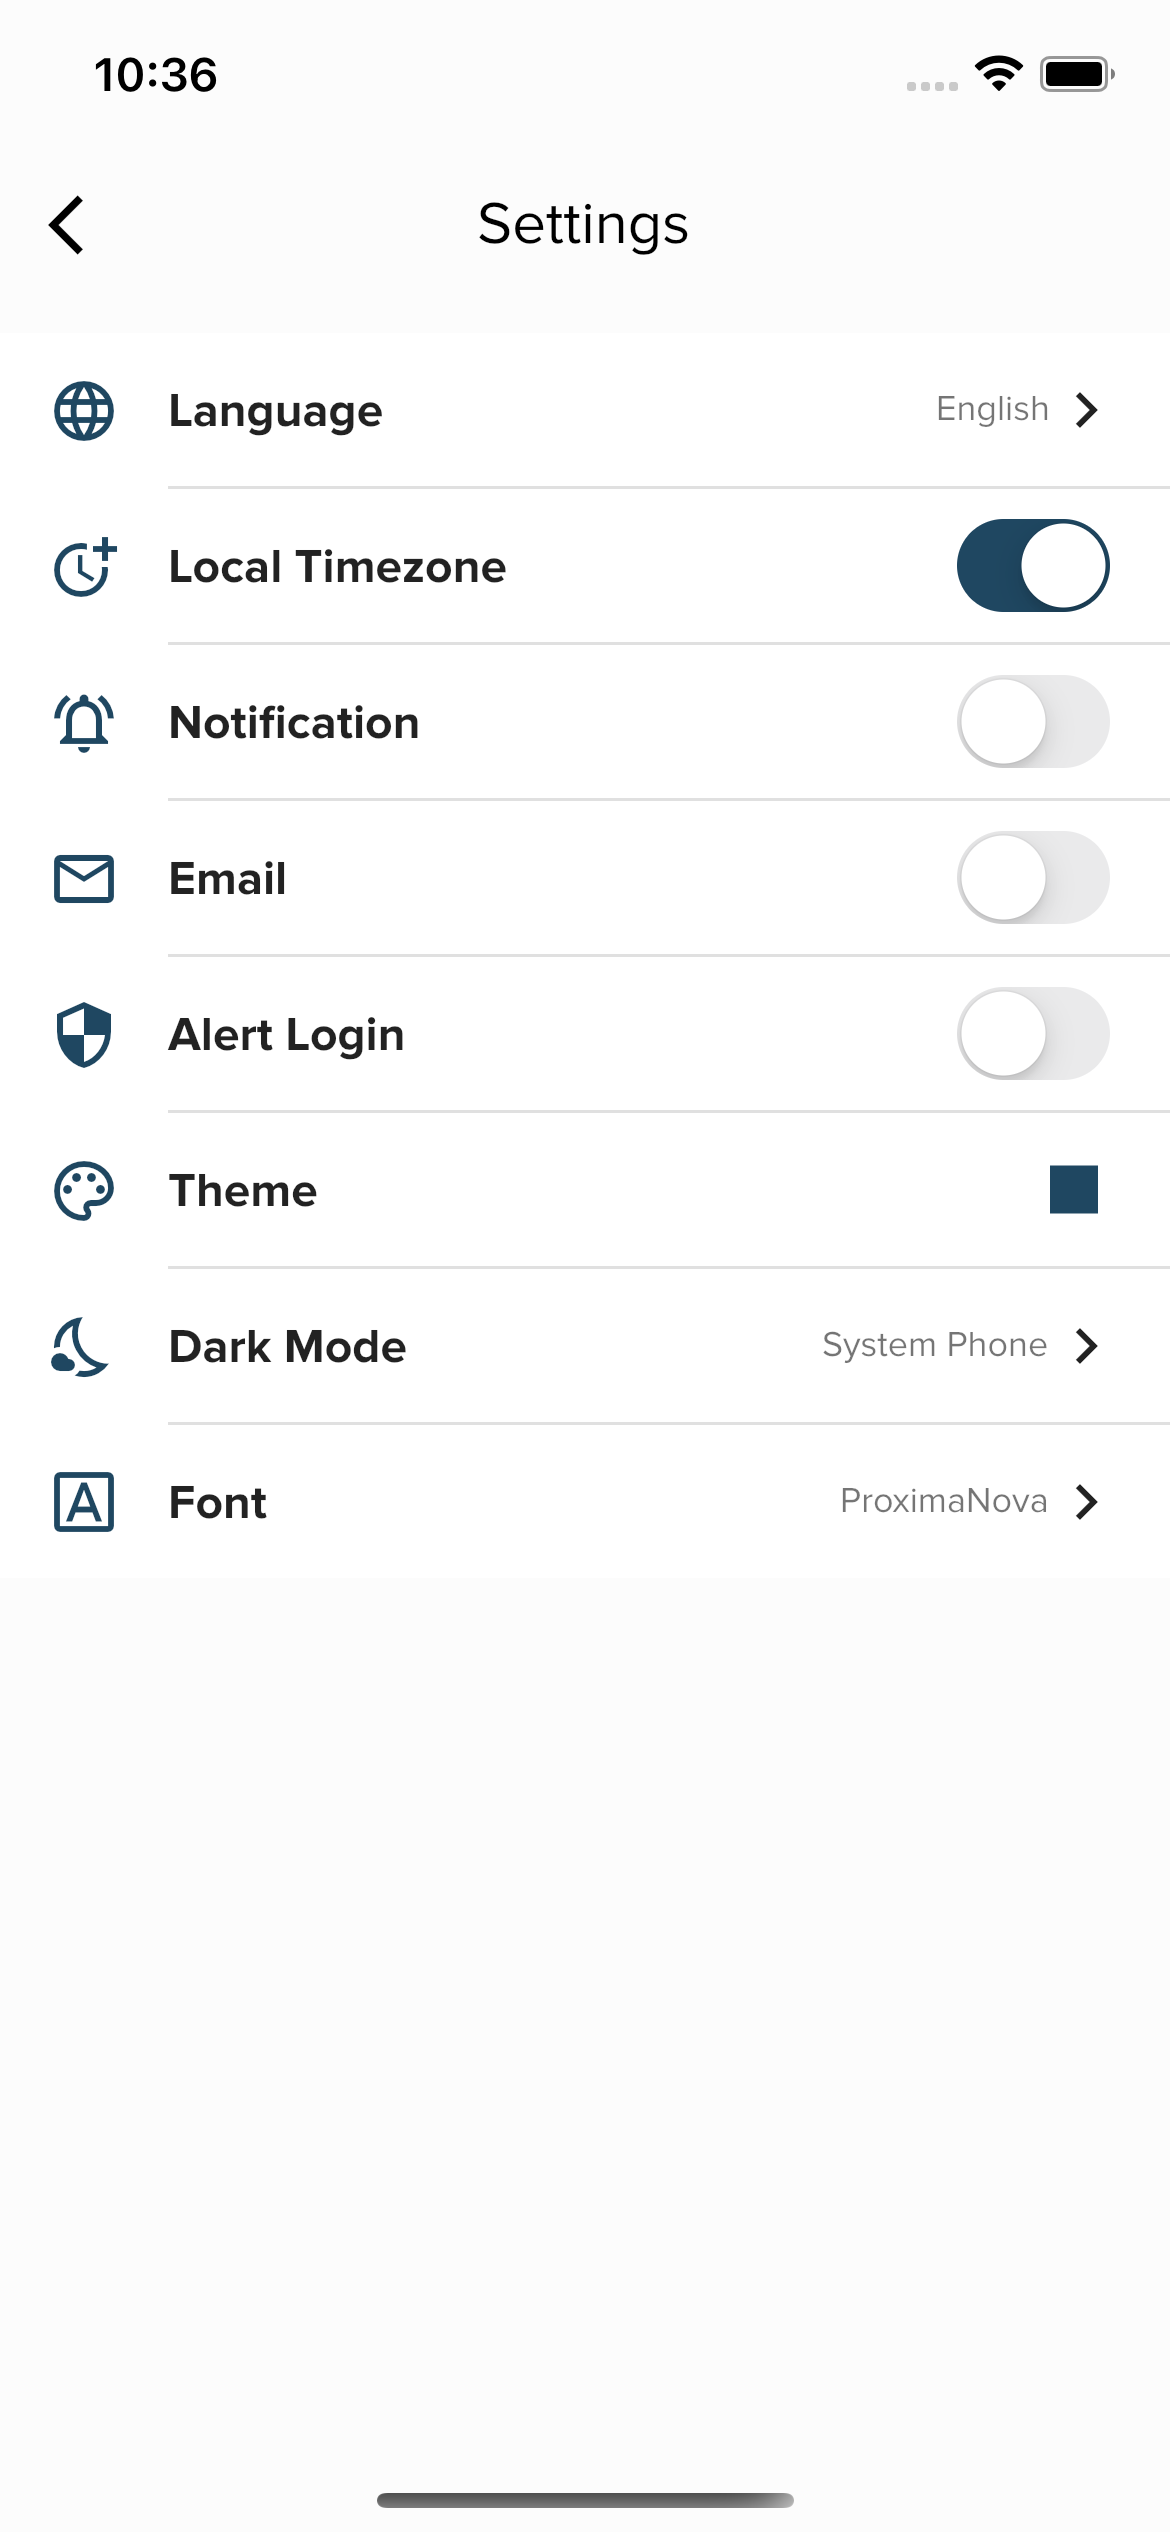 10:36
Settings
Language English
Local Timezone
Notification
Email
Alert Login
Theme
Dark Mode System Phone
Font ProximaNova